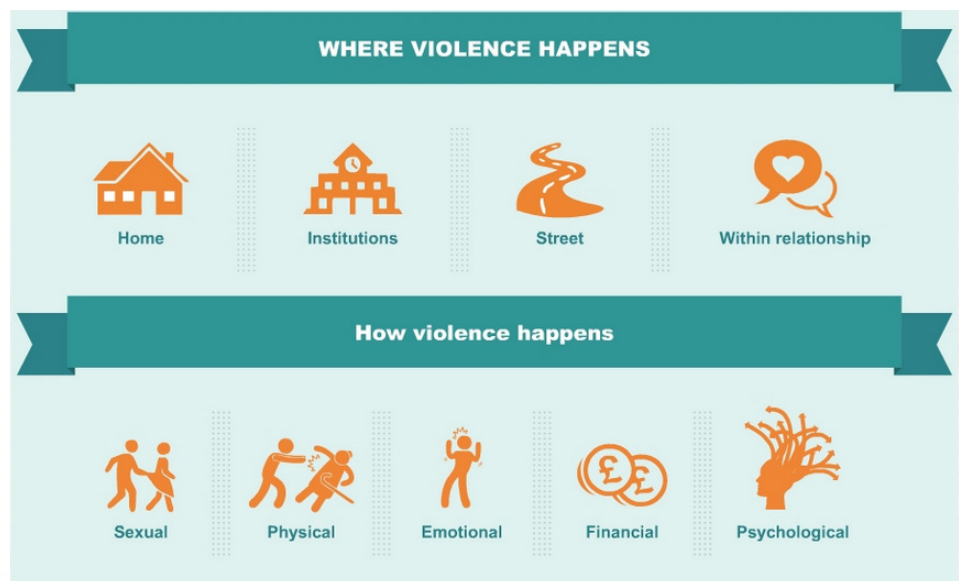 WHERE VIOLENCE HAPPENS
Home
Institutions
Street
Within relationship
How violence happens
£
£
Sexual
Physical
Emotional
Financial
Psychological